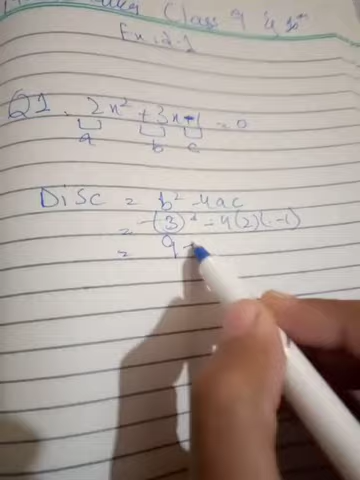 Class 9
Ex: 2.1
Q1. 2x² + 3x - 1 = 0
a b c
Disc = b² - 4ac
= (3)² - 4(2)(-1)
= 9 +